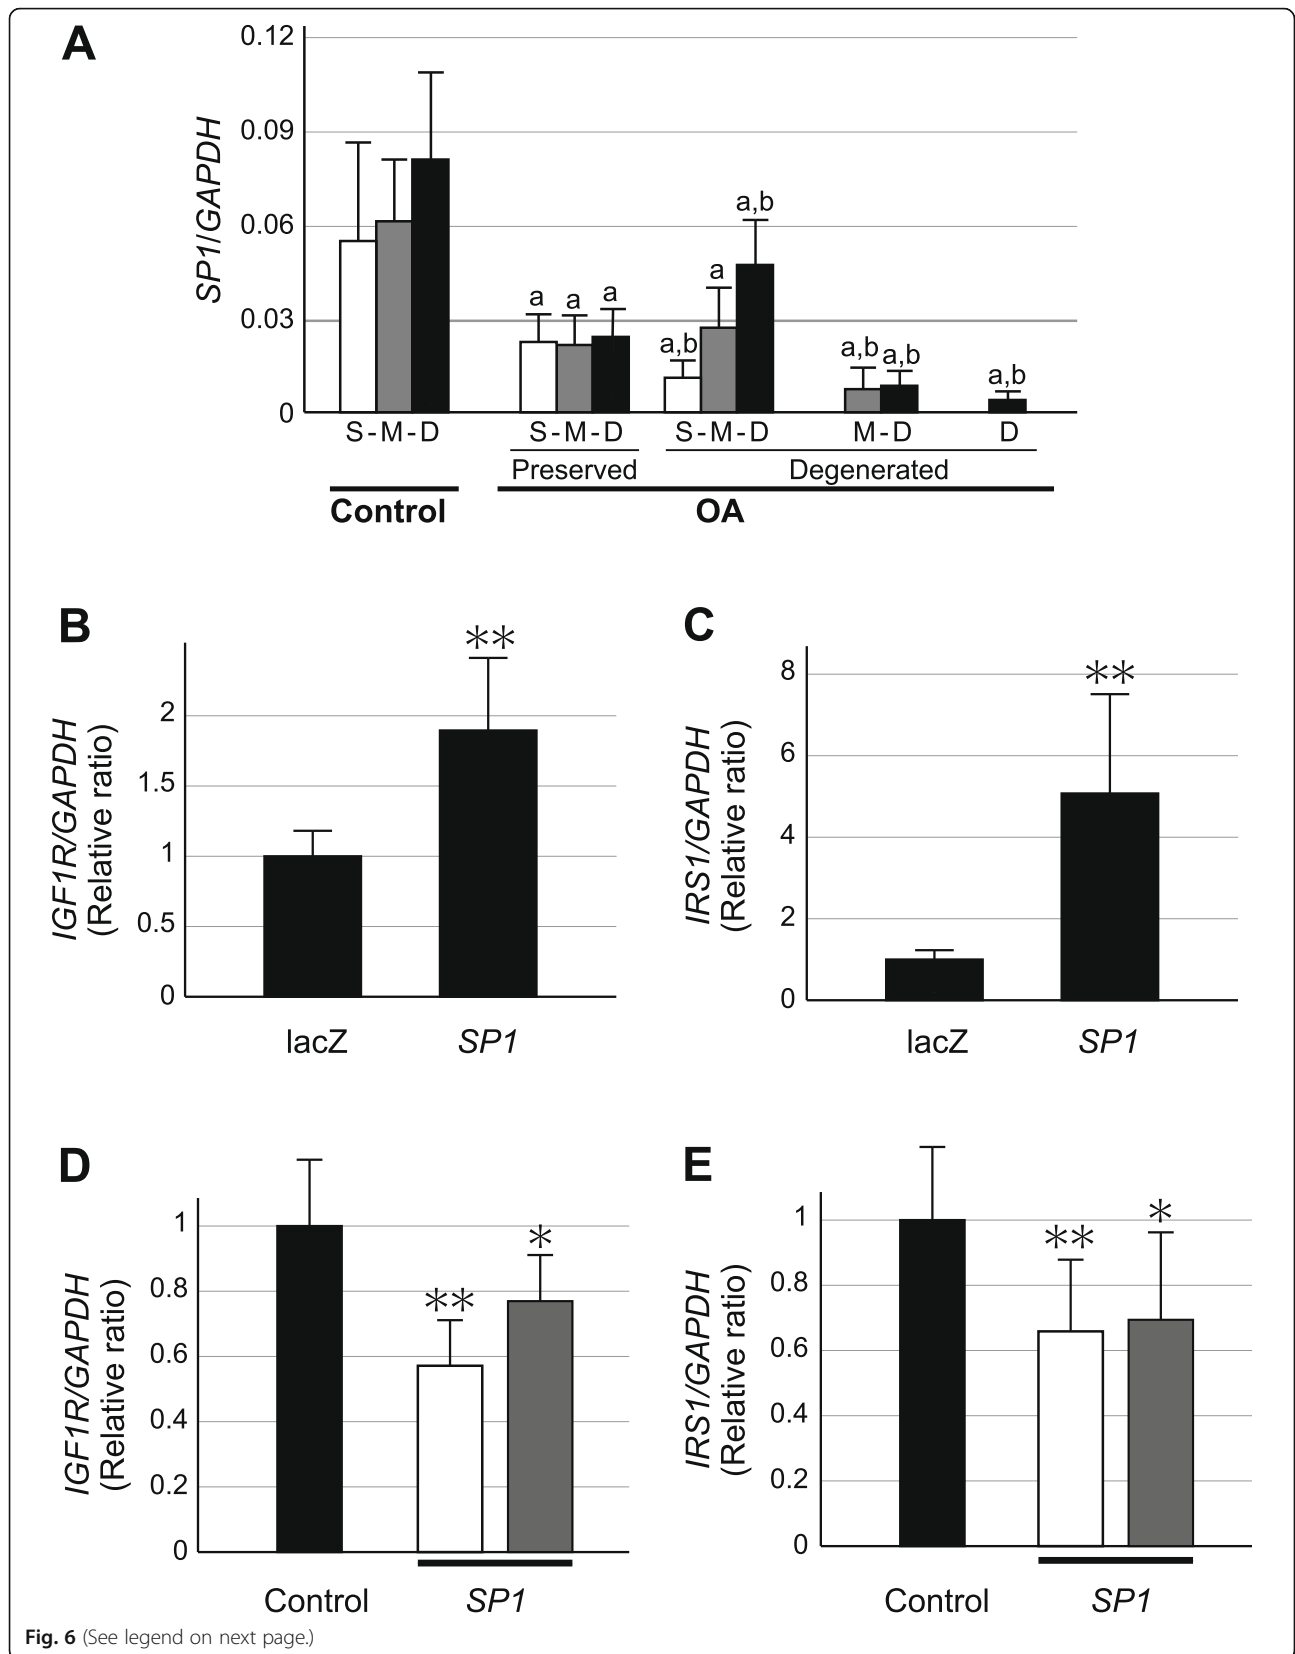 A
0.12
0.09
0.06
0.03
0
SP1/GAPDH
a a a a,b a a,b a,b a,b a,b
S-M-D S-M-D S-M-D M-D D
Preserved Degenerated
Control OA
B
**
2
1.5
1
0.5
0
IGF1R/GAPDH
(Relative ratio)
lacZ SP1
C
**
8
6
4
2
0
IRS1/GAPDH
(Relative ratio)
lacZ SP1
D
** *
1
0.8
0.6
0.4
0.2
0
IGF1R/GAPDH
(Relative ratio)
Control SP1
E
** *
1
0.8
0.6
0.4
0.2
0
IRS1/GAPDH
(Relative ratio)
Control SP1
Fig. 6 (See legend on next page.)